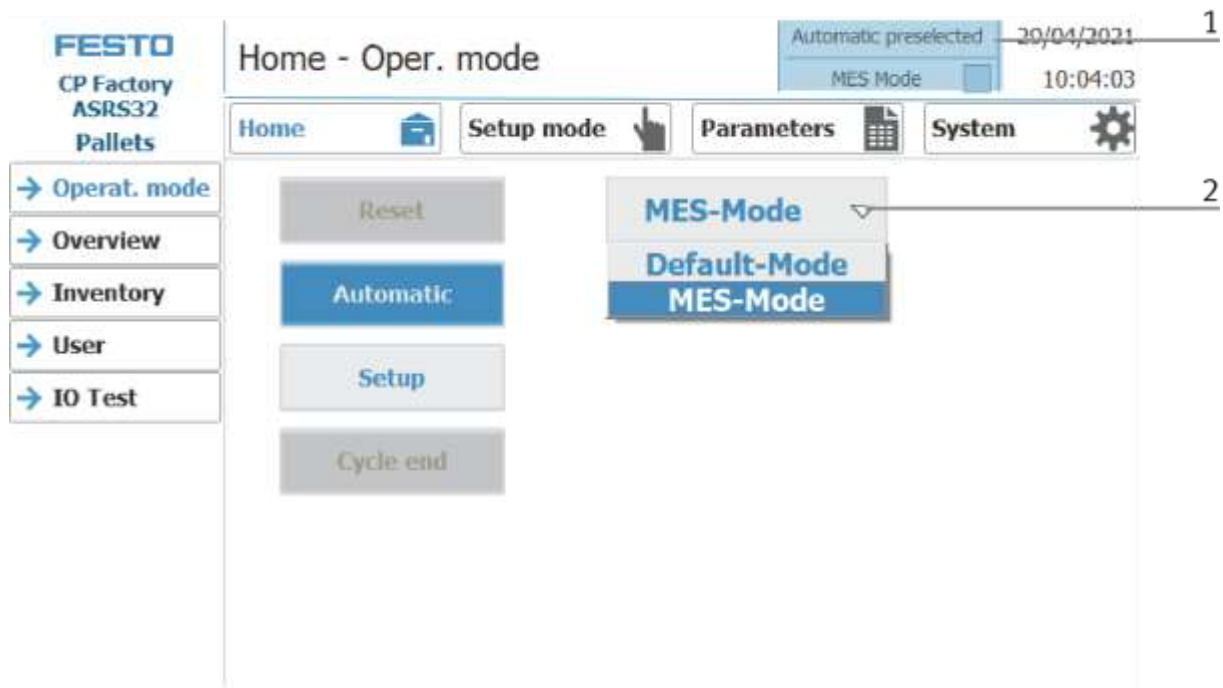 FESTO
CP Factory
ASRS32
Pallets
Home - Oper. mode
Automatic preselected
MES Mode
29/04/2021
10:04:03
1
Home
Setup mode
Parameters
System
Operat. mode
Overview
Inventory
User
IO Test
Reset
Automatic
Setup
Cycle end
MES-Mode
2
Default-Mode
MES-Mode